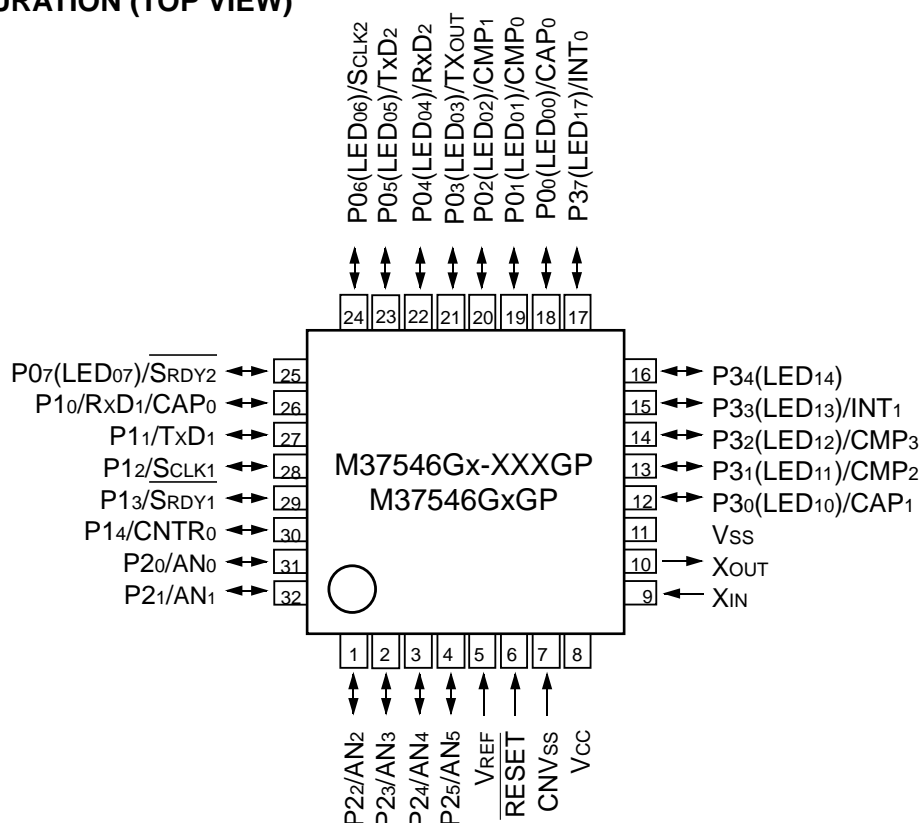 URATION (TOP VIEW)
P06(LED06)/SCLK2
P05(LED05)/TxD2
P04(LED04)/RxD2
P03(LED03)/TXOUT
P02(LED02)/CMP1
P01(LED01)/CMP0
P00(LED00)/CAP0
P37(LED17)/INT0
24 23 22 21 20 19 18 17
P07(LED07)/SRDY2 25
P10/RxD1/CAP0 26
P11/TxD1 27
P12/SCLK1 28
P13/SRDY1 29
P14/CNTR0 30
P20/AN0 31
P21/AN1 32
M37546Gx-XXXGP
M37546GxGP
16 P34(LED14)
15 P33(LED13)/INT1
14 P32(LED12)/CMP3
13 P31(LED11)/CMP2
12 P30(LED10)/CAP1
11 VSS
10 XOUT
9 XIN
1 2 3 4 5 6 7 8
P22/AN2
P23/AN3
P24/AN4
P25/AN5
VREF
RESET
CNVSS
VCC